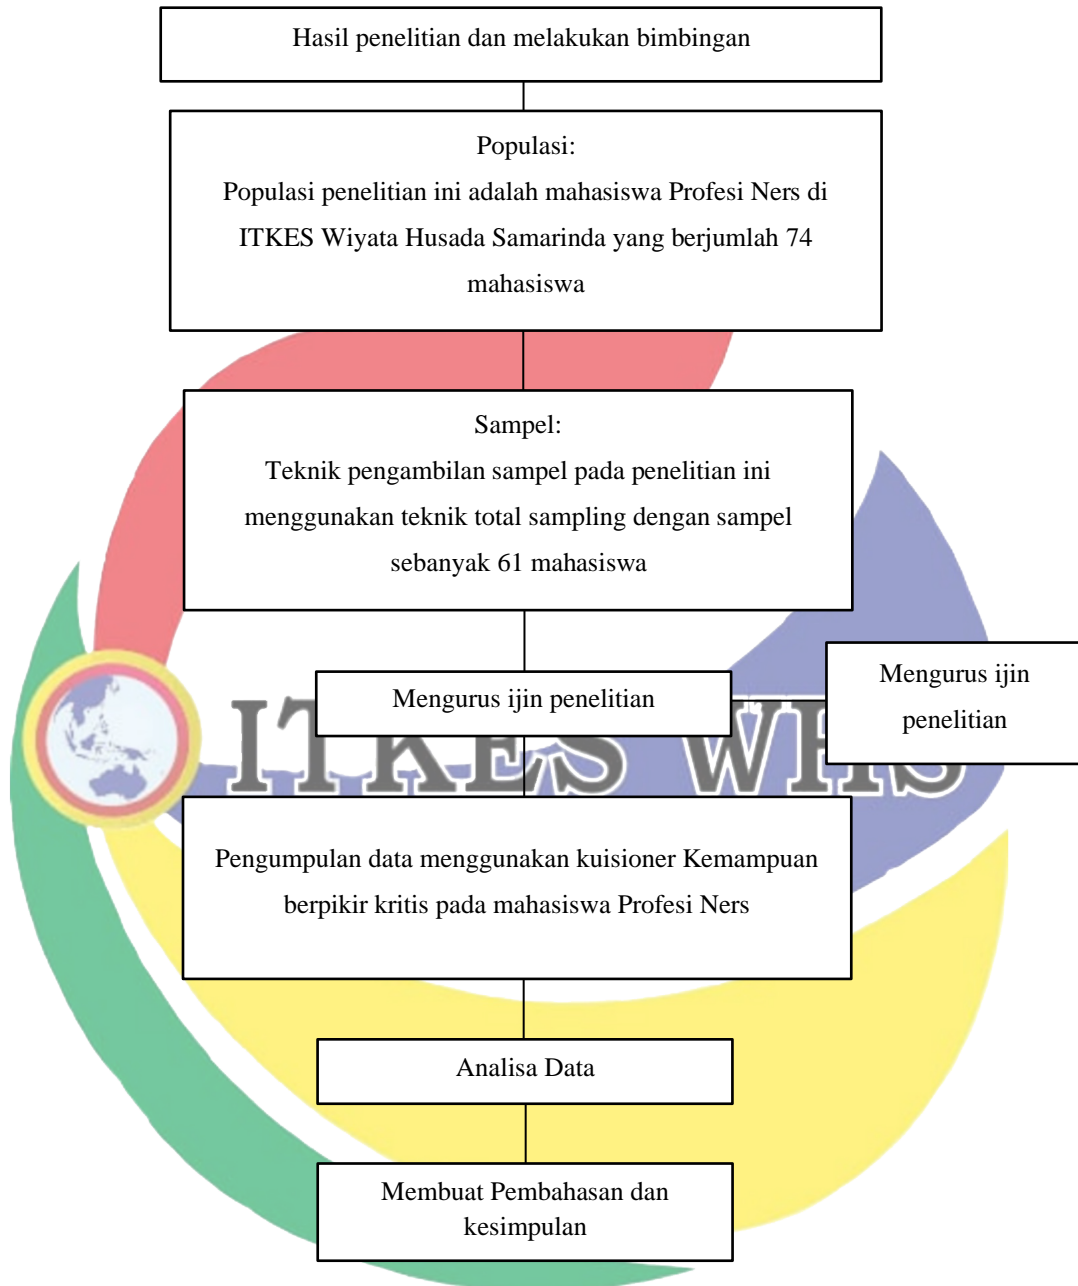 Hasil penelitian dan melakukan bimbingan
Populasi:
Populasi penelitian ini adalah mahasiswa Profesi Ners di
ITKES Wiyata Husada Samarinda yang berjumlah 74
mahasiswa
Sampel:
Teknik pengambilan sampel pada penelitian ini
menggunakan teknik total sampling dengan sampel
sebanyak 61 mahasiswa
Mengurus ijin penelitian
Mengurus ijin
penelitian
ITKES WHS
Pengumpulan data menggunakan kuisioner Kemampuan
berpikir kritis pada mahasiswa Profesi Ners
Analisa Data
Membuat Pembahasan dan
kesimpulan